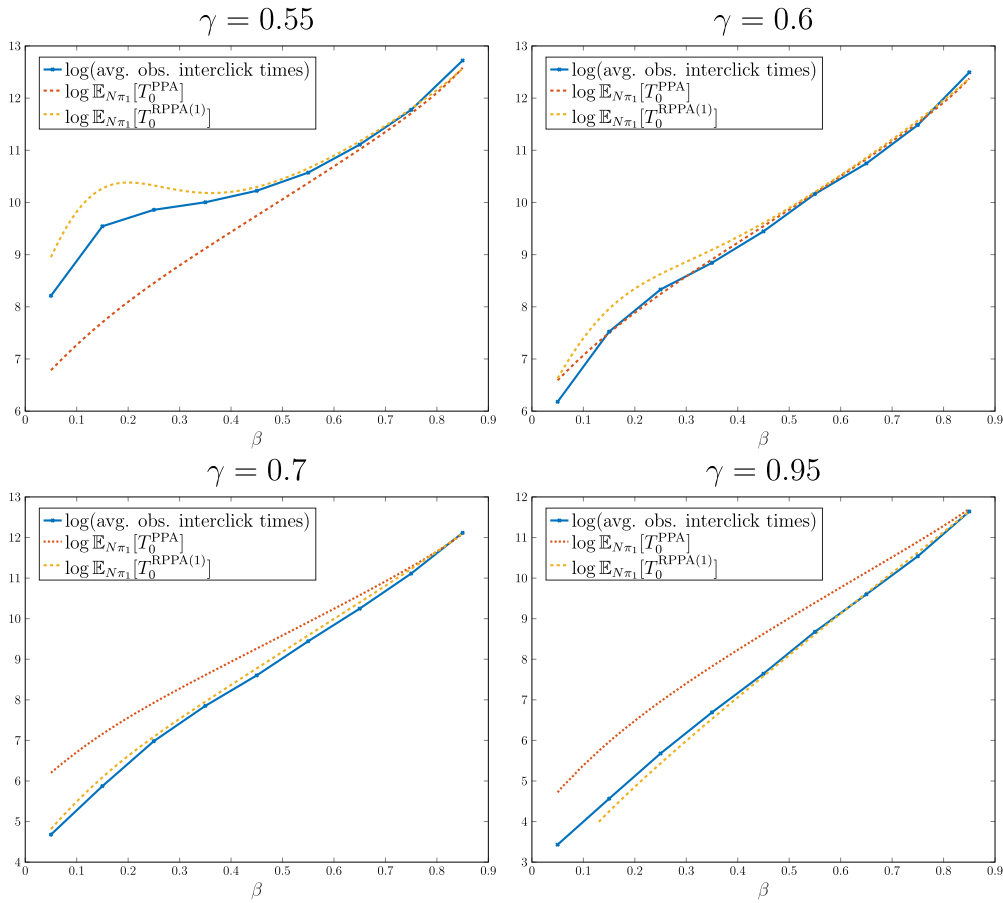 γ = 0.55
13
12
11
10
9
8
7
6
log(avg. obs. interclick times)
log 𝔼_{Nπ₁}[T₀^{PPA}]
log 𝔼_{Nπ₁}[T₀^{RPPA(1)}]
0 0.1 0.2 0.3 0.4 0.5 0.6 0.7 0.8 0.9
β
γ = 0.6
13
12
11
10
9
8
7
6
log(avg. obs. interclick times)
log 𝔼_{Nπ₁}[T₀^{PPA}]
log 𝔼_{Nπ₁}[T₀^{RPPA(1)}]
0 0.1 0.2 0.3 0.4 0.5 0.6 0.7 0.8 0.9
β
γ = 0.7
13
12
11
10
9
8
7
6
5
4
log(avg. obs. interclick times)
log 𝔼_{Nπ₁}[T₀^{PPA}]
log 𝔼_{Nπ₁}[T₀^{RPPA(1)}]
0 0.1 0.2 0.3 0.4 0.5 0.6 0.7 0.8 0.9
β
γ = 0.95
12
11
10
9
8
7
6
5
4
3
log(avg. obs. interclick times)
log 𝔼_{Nπ₁}[T₀^{PPA}]
log 𝔼_{Nπ₁}[T₀^{RPPA(1)}]
0 0.1 0.2 0.3 0.4 0.5 0.6 0.7 0.8 0.9
β